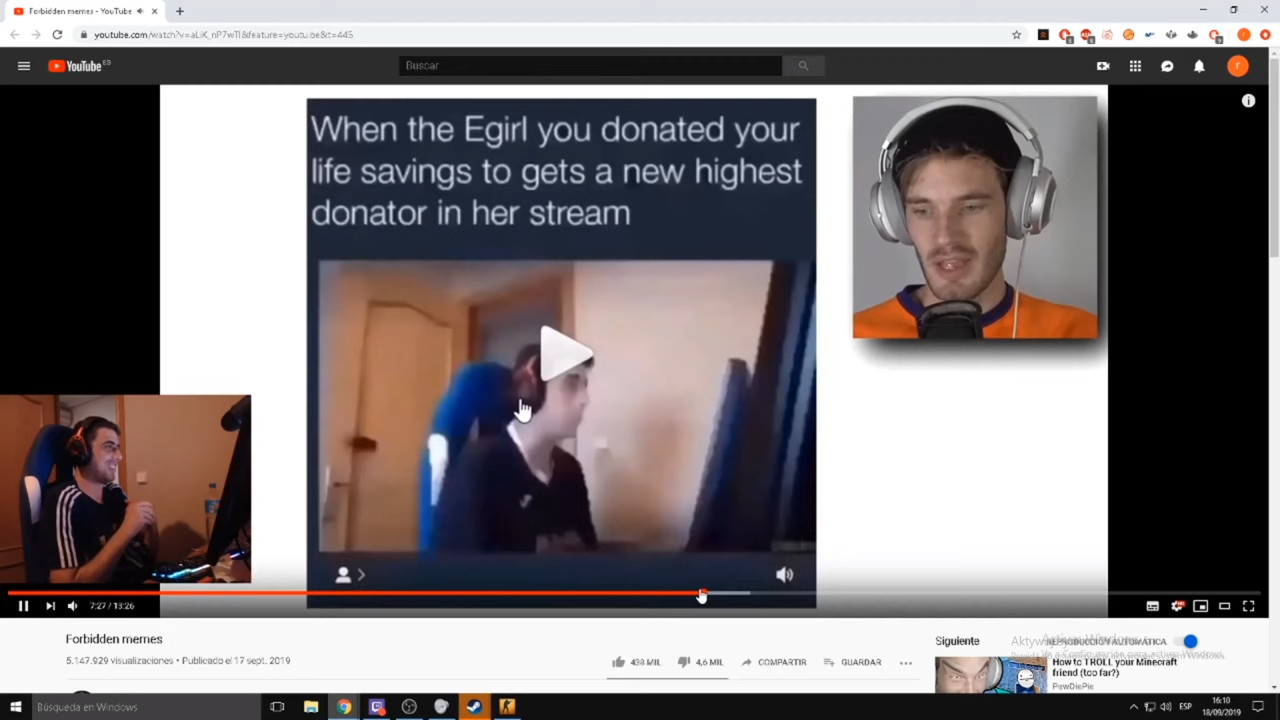 Forbidden memes - YouTube
youtube.com/watch?v=aLiK_nP7wTI&feature=youtu.be&t=445
YouTube ES
Buscar
When the Egirl you donated your
life savings to gets a new highest
donator in her stream
7:27 / 13:26
Forbidden memes
5.147.929 visualizaciones • Publicado el 17 sept. 2019
438 MIL
4,6 MIL
COMPARTIR
GUARDAR
Siguiente
REPRODUCCIÓN AUTOMÁTICA
How to TROLL your Minecraft
friend (too far?)
PewDiePie
Búsqueda en Windows
ESP
16:10
18/09/2019